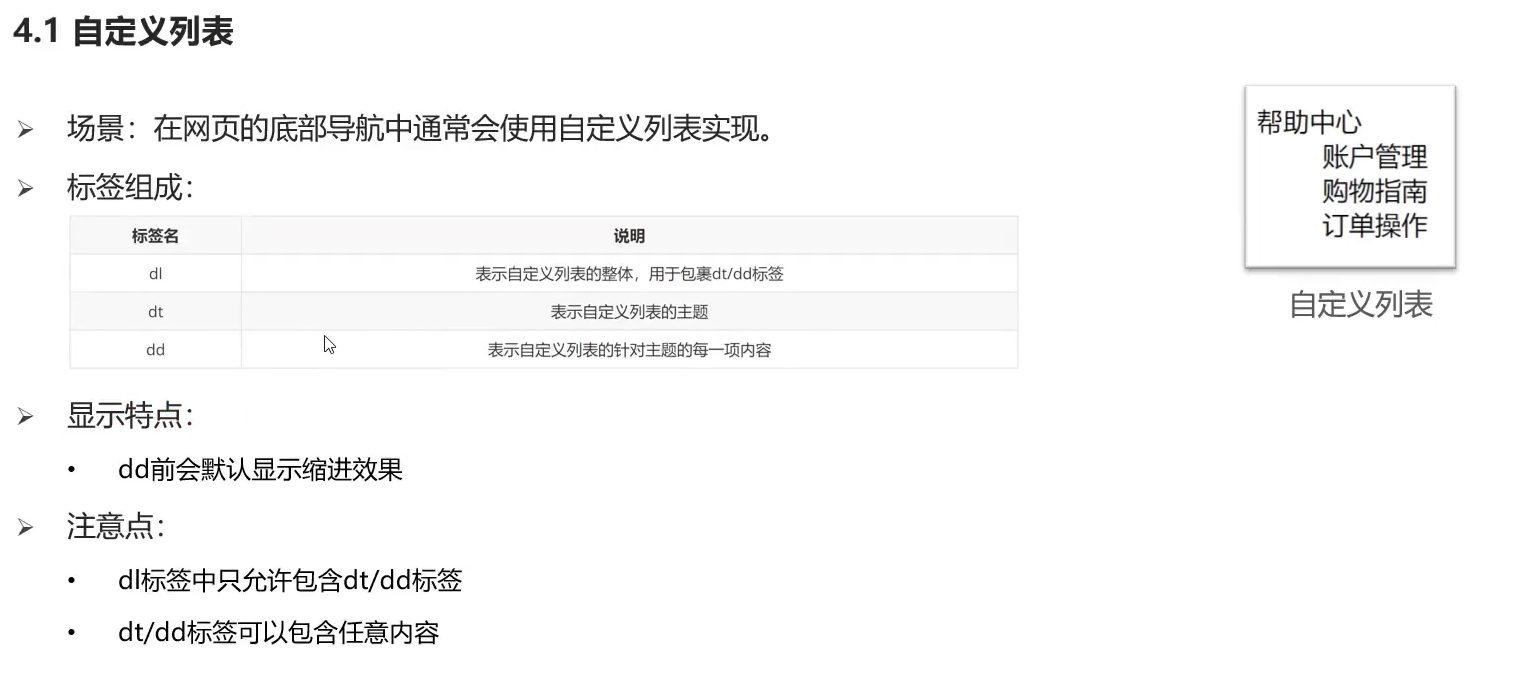 4.1 自定义列表
场景：在网页的底部导航中通常会使用自定义列表实现。
标签组成：
标签名 说明
dl 表示自定义列表的整体，用于包裹dt/dd标签
dt 表示自定义列表的主题
dd 表示自定义列表的针对主题的每一项内容
显示特点：
dd前会默认显示缩进效果
注意点：
dl标签中只允许包含dt/dd标签
dt/dd标签可以包含任意内容
帮助中心
账户管理
购物指南
订单操作
自定义列表